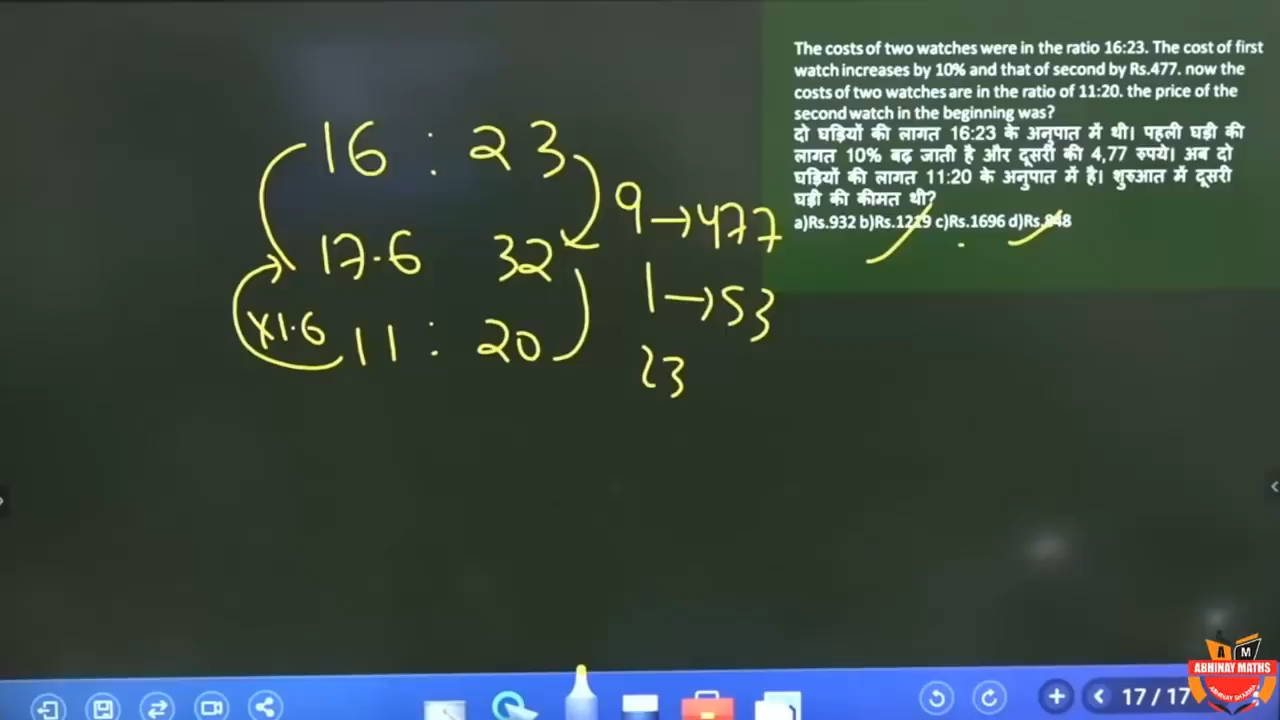 The costs of two watches were in the ratio 16:23. The cost of first
watch increases by 10% and that of second by Rs.477. now the
costs of two watches are in the ratio of 11:20. the price of the
second watch in the beginning was?
दो घड़ियों की लागत 16:23 के अनुपात में थी। पहली घड़ी की
लागत 10% बढ़ जाती है और दूसरी की 4,77 रुपये। अब दो
घड़ियों की लागत 11:20 के अनुपात में है। शुरुआत में दूसरी
घड़ी की कीमत थी?
a)Rs.932 b)Rs.1219 c)Rs.1696 d)Rs.848
16 : 23
9 → 477
17.6 32
1 → 53
×1.6 11 : 20
23
17 / 17
A M
ABHINAY MATHS
ABHINAY SHARMA